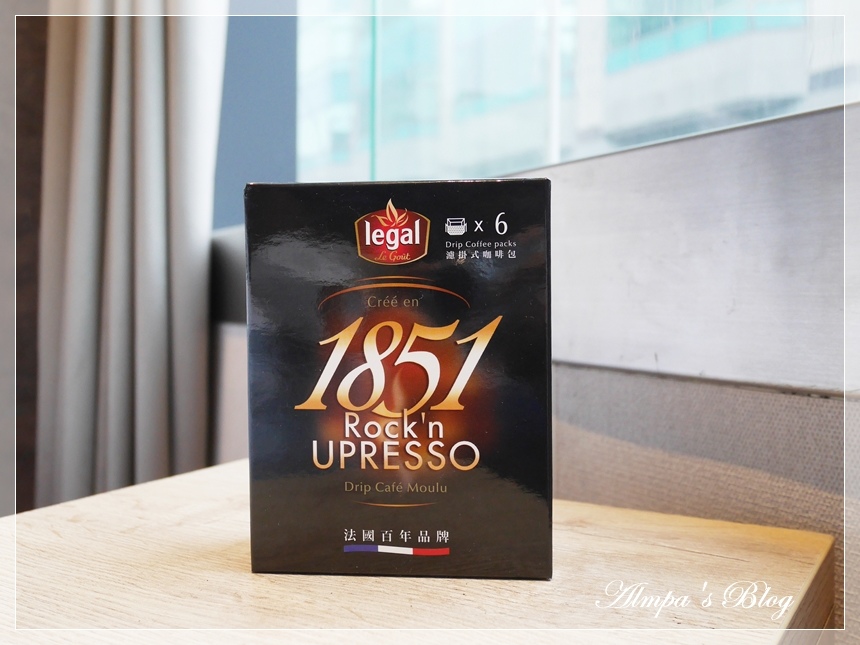 legal
Le Goût
x 6
Drip Coffee packs
濾掛式咖啡包
Créé en
1851
Rock'n
UPRESSO
Drip Café Moulu
法國百年品牌
Almpa's Blog